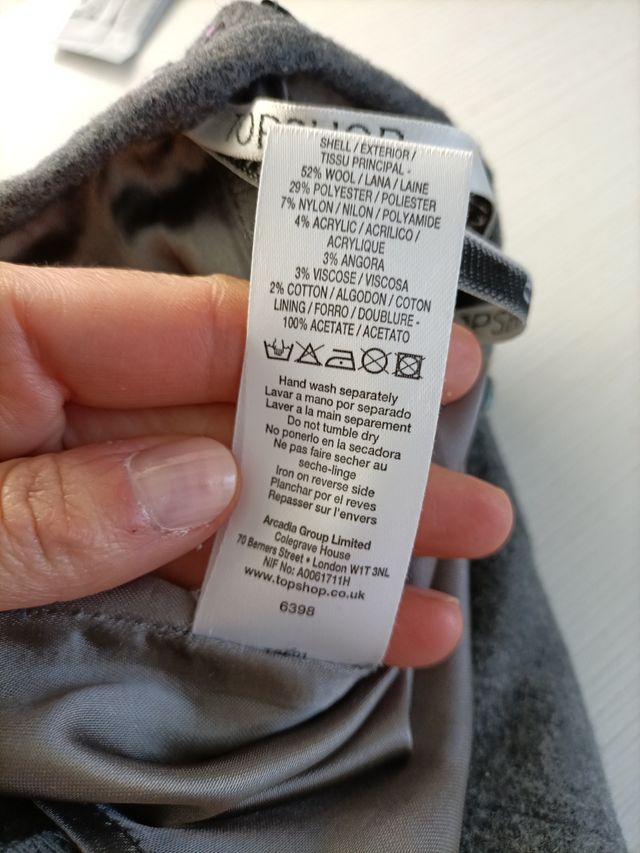 TOPSHOP
SHELL / EXTERIOR /
TISSU PRINCIPAL -
52% WOOL / LANA / LAINE
29% POLYESTER / POLIESTER
7% NYLON / NILON / POLYAMIDE
4% ACRYLIC / ACRILICO /
ACRYLIQUE
3% ANGORA
3% VISCOSE / VISCOSA
2% COTTON / ALGODON / COTON
LINING / FORRO / DOUBLURE -
100% ACETATE / ACETATO
Hand wash separately
Lavar a mano por separado
Laver a la main separement
Do not tumble dry
No ponerlo en la secadora
Ne pas faire secher au
seche-linge
Iron on reverse side
Planchar por el reves
Repasser sur l'envers
Arcadia Group Limited
Colegrave House
70 Berners Street • London W1T 3NL
NIF No: A0061711H
www.topshop.co.uk
6398